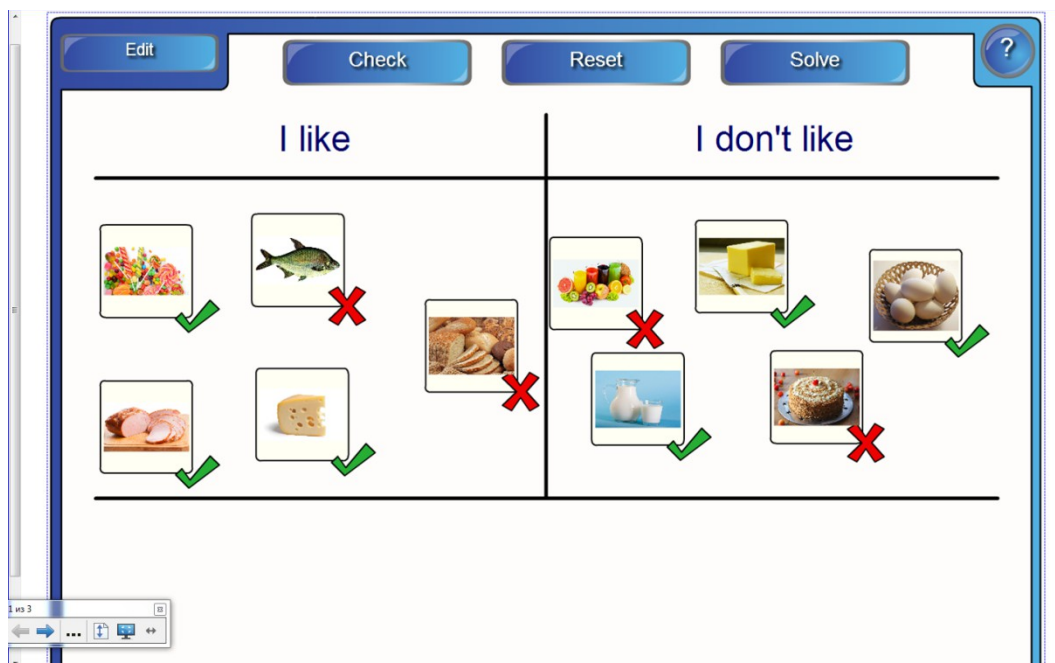 Edit
Check
Reset
Solve
?
I like
I don't like
1 из 3
...